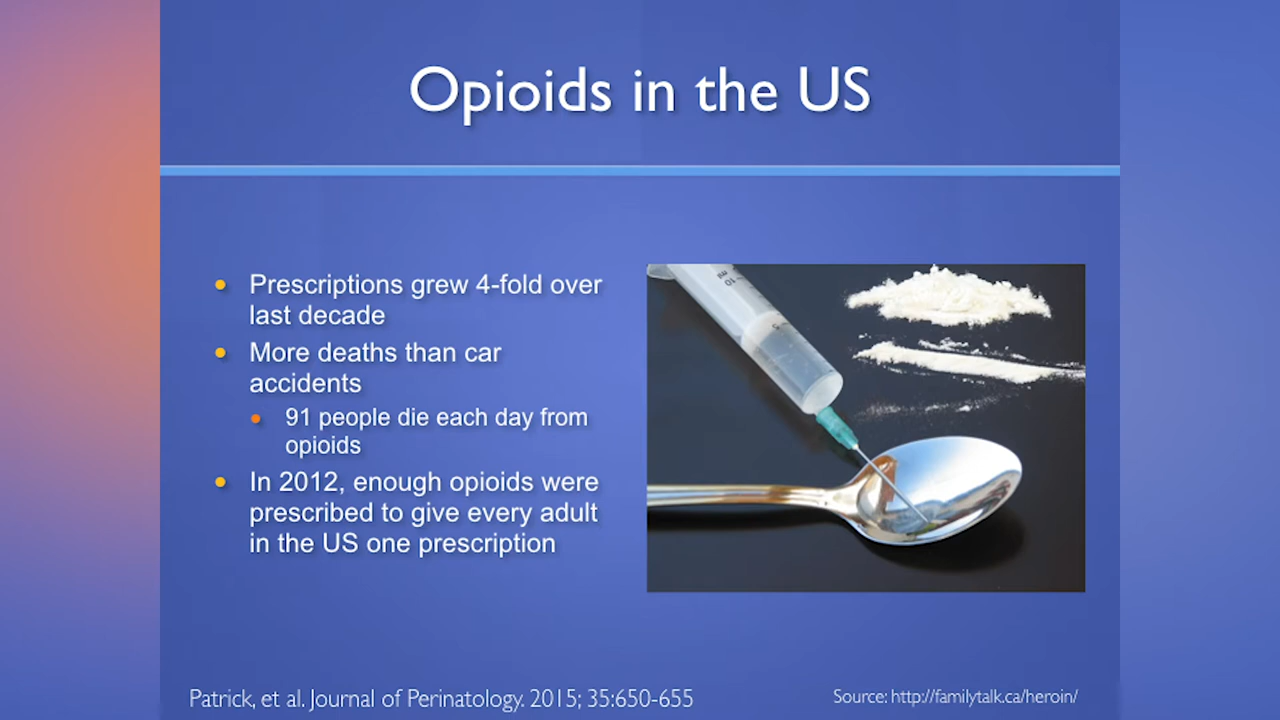 Opioids in the US
Prescriptions grew 4-fold over
last decade
More deaths than car
accidents
91 people die each day from
opioids
In 2012, enough opioids were
prescribed to give every adult
in the US one prescription
10
ml
Patrick, et al. Journal of Perinatology. 2015; 35:650-655
Source: http://familytalk.ca/heroin/